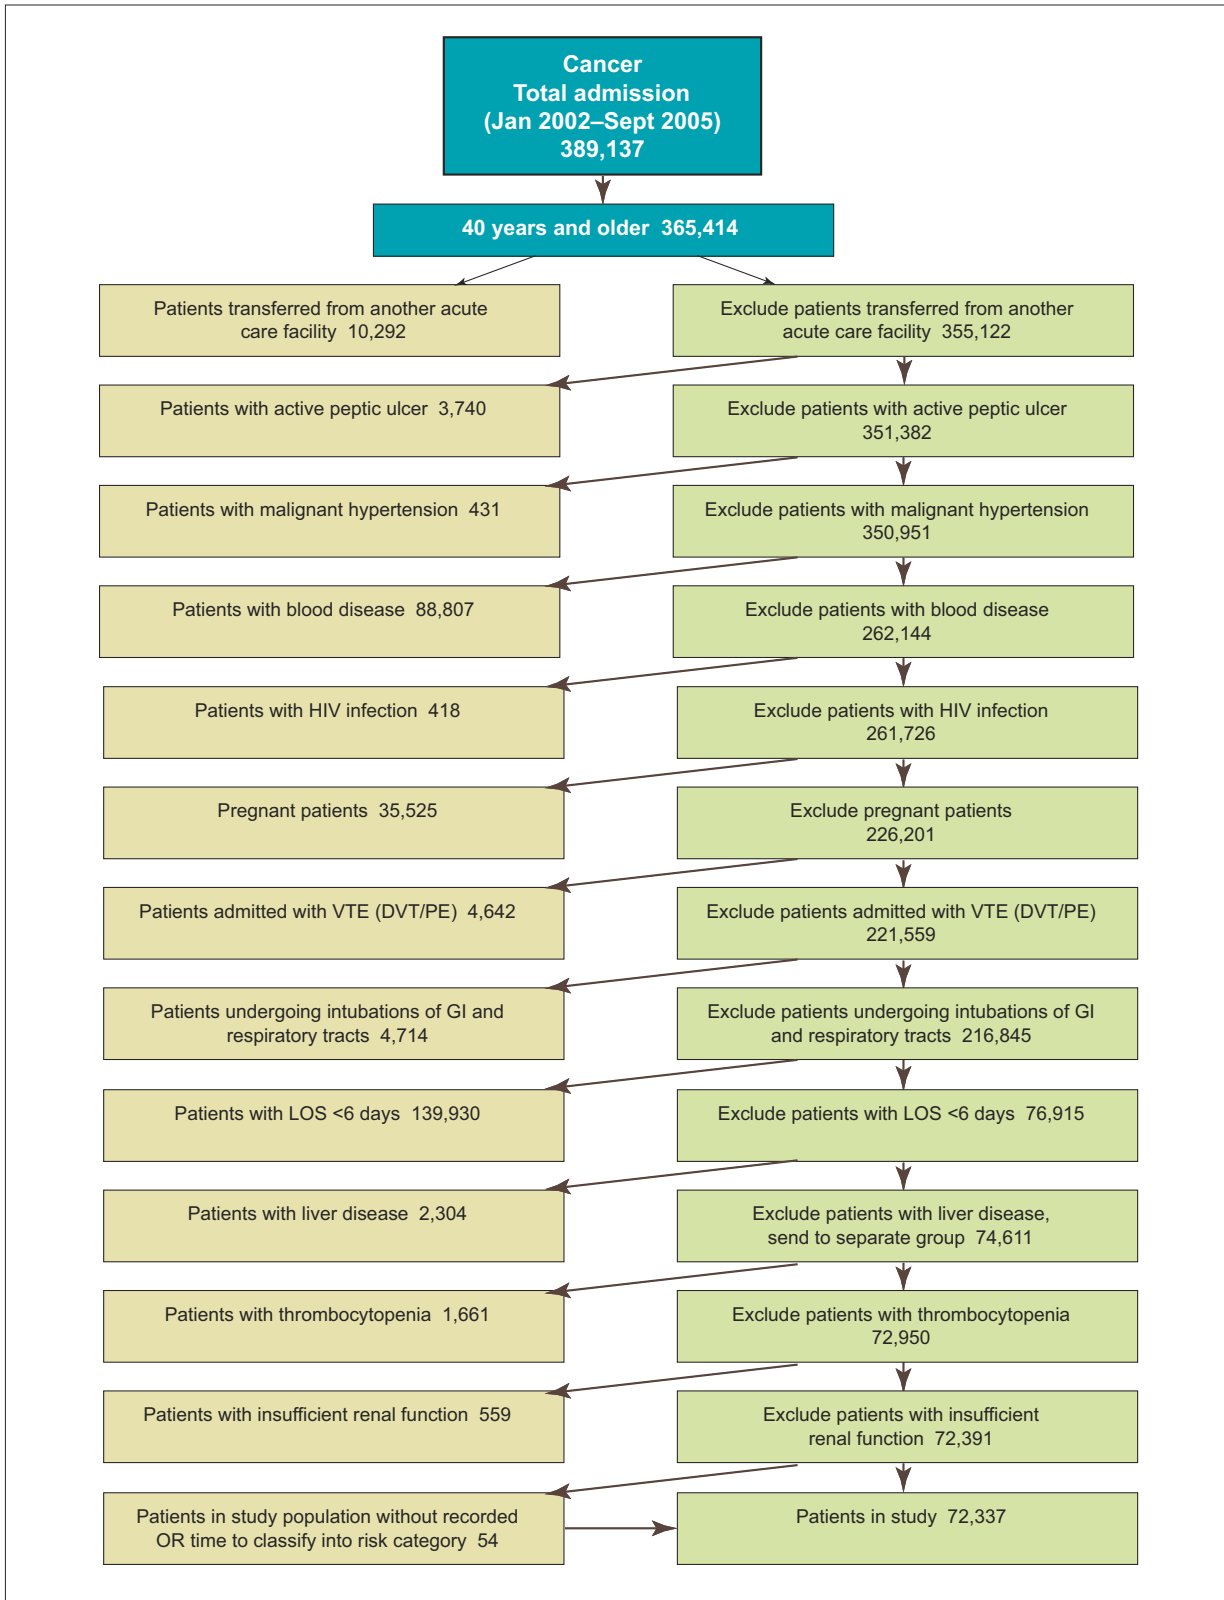 Cancer
Total admission
(Jan 2002–Sept 2005)
389,137
40 years and older 365,414
Patients transferred from another acute
care facility 10,292
Exclude patients transferred from another
acute care facility 355,122
Patients with active peptic ulcer 3,740
Exclude patients with active peptic ulcer
351,382
Patients with malignant hypertension 431
Exclude patients with malignant hypertension
350,951
Patients with blood disease 88,807
Exclude patients with blood disease
262,144
Patients with HIV infection 418
Exclude patients with HIV infection
261,726
Pregnant patients 35,525
Exclude pregnant patients
226,201
Patients admitted with VTE (DVT/PE) 4,642
Exclude patients admitted with VTE (DVT/PE)
221,559
Patients undergoing intubations of GI and
respiratory tracts 4,714
Exclude patients undergoing intubations of GI
and respiratory tracts 216,845
Patients with LOS <6 days 139,930
Exclude patients with LOS <6 days 76,915
Patients with liver disease 2,304
Exclude patients with liver disease,
send to separate group 74,611
Patients with thrombocytopenia 1,661
Exclude patients with thrombocytopenia
72,950
Patients with insufficient renal function 559
Exclude patients with insufficient
renal function 72,391
Patients in study population without recorded
OR time to classify into risk category 54
Patients in study 72,337